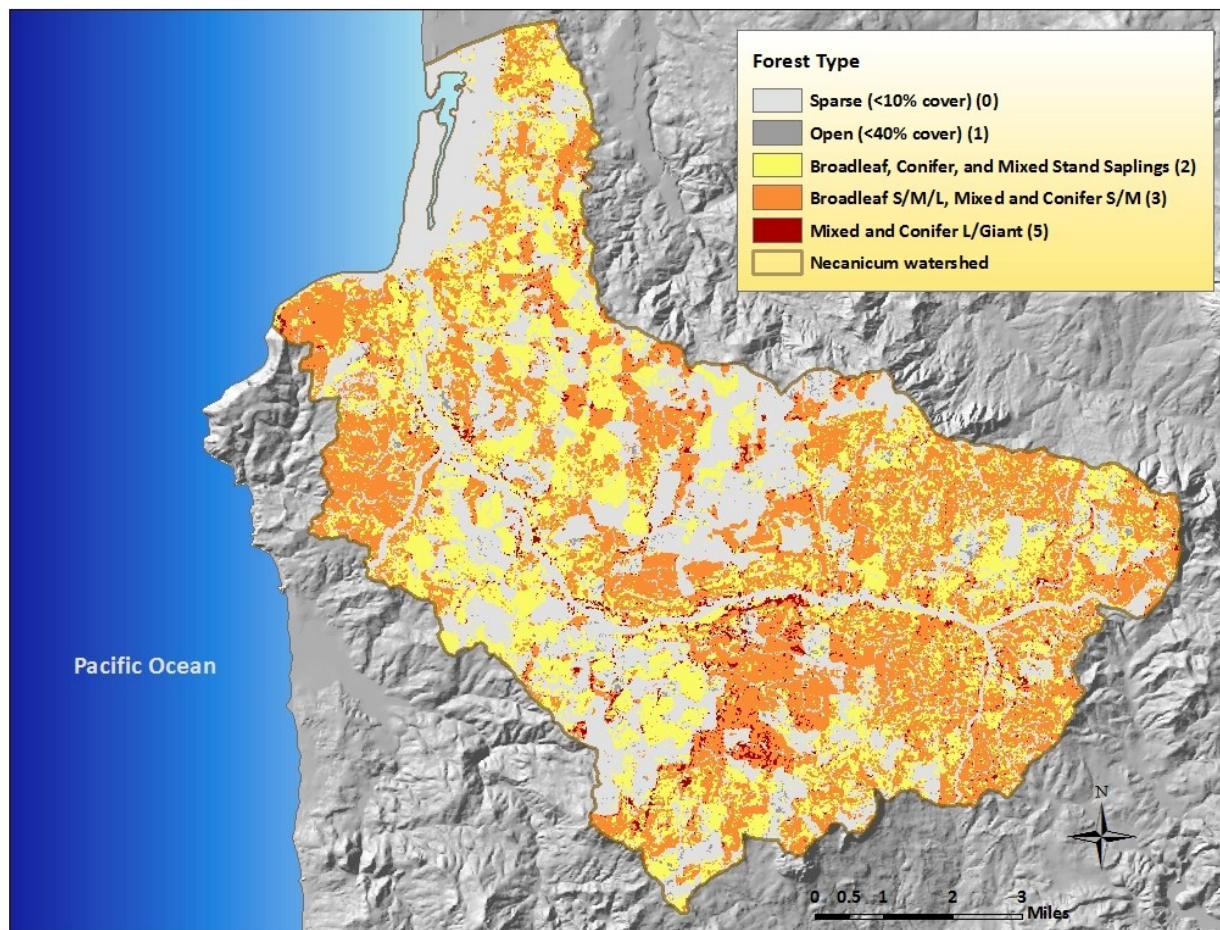 Forest Type
Sparse (<10% cover) (0)
Open (<40% cover) (1)
Broadleaf, Conifer, and Mixed Stand Saplings (2)
Broadleaf S/M/L, Mixed and Conifer S/M (3)
Mixed and Conifer L/Giant (5)
Necanicum watershed
Pacific Ocean
N
0 0.5 1 2 3
Miles